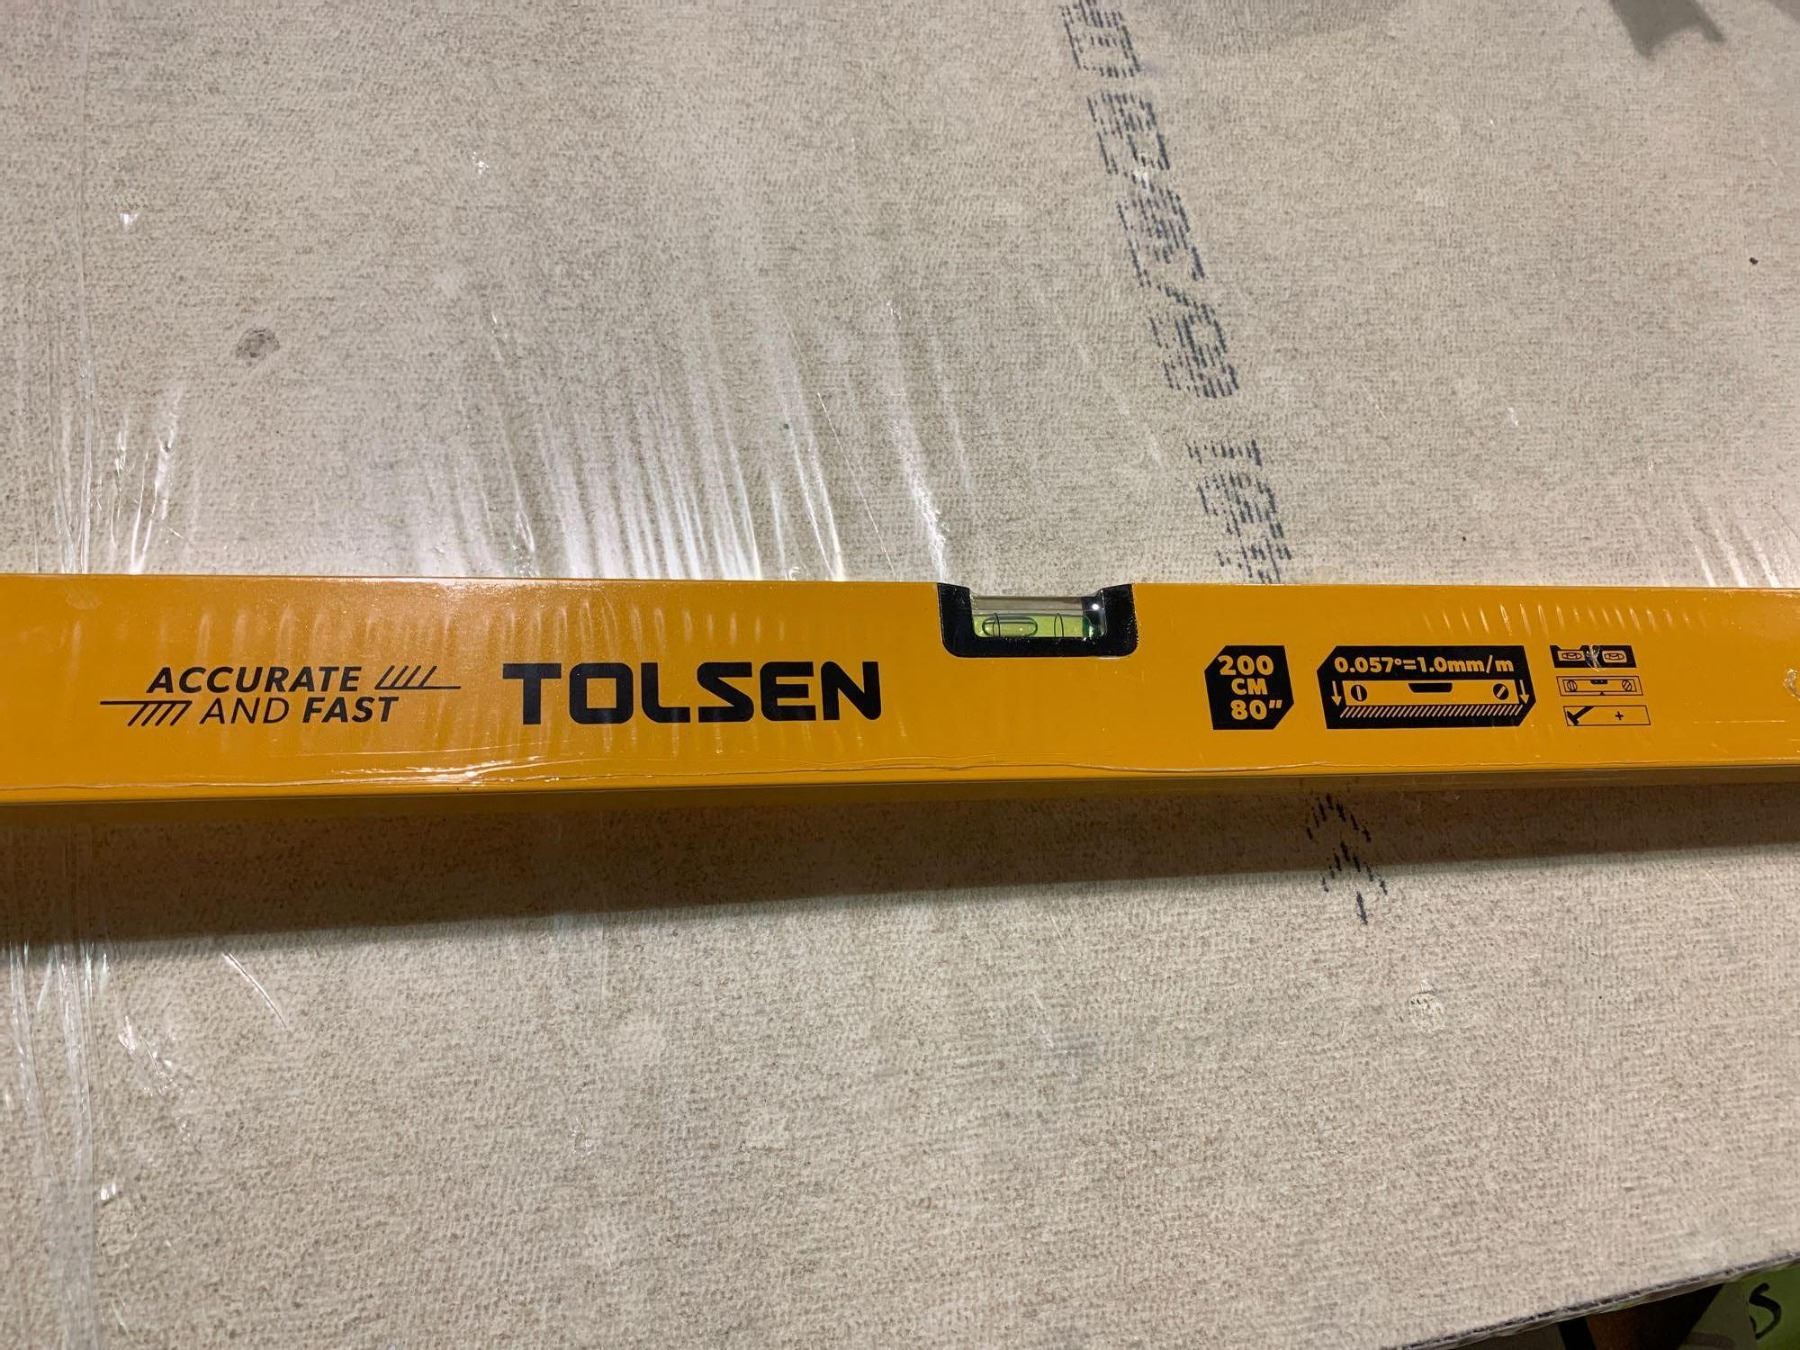 ACCURATE
AND FAST
TOLSEN
200
CM
80"
0.057°=1.0mm/m